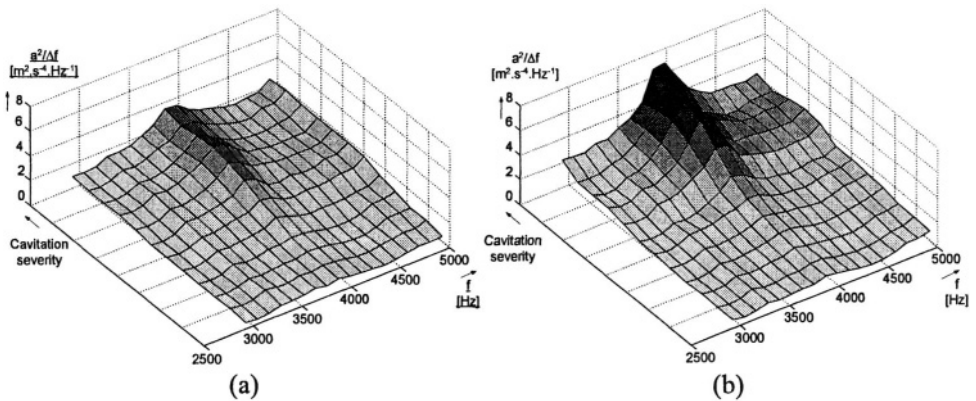 a²/Δf
[m².s⁻⁴.Hz⁻¹]
8
6
4
2
0
Cavitation
severity
2500
3000
3500
4000
4500
5000
f
[Hz]
(a)
a²/Δf
[m².s⁻⁴.Hz⁻¹]
8
6
4
2
0
Cavitation
severity
2500
3000
3500
4000
4500
5000
f
[Hz]
(b)